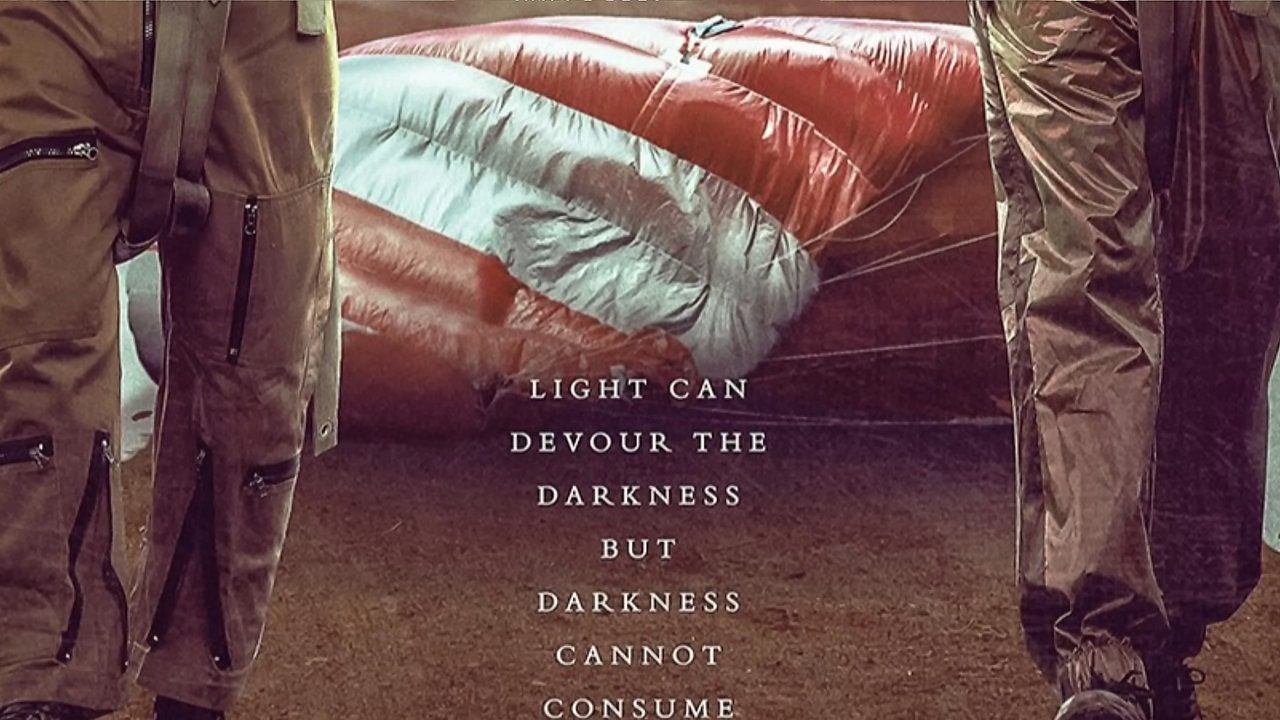 LIGHT CAN
DEVOUR THE
DARKNESS
BUT
DARKNESS
CANNOT
CONSUME